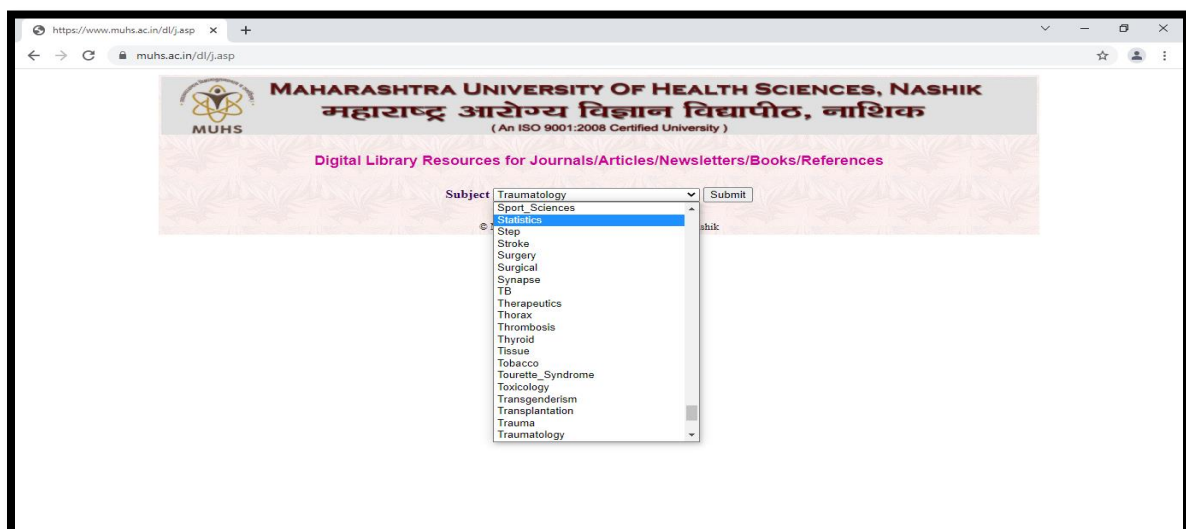 https://www.muhs.ac.in/dl/j.asp
muhs.ac.in/dl/j.asp
MUHS
MAHARASHTRA UNIVERSITY OF HEALTH SCIENCES, NASHIK
महाराष्ट्र आरोग्य विज्ञान विद्यापीठ, नाशिक
(An ISO 9001:2008 Certified University)
Digital Library Resources for Journals/Articles/Newsletters/Books/References
Subject Traumatology Submit
Sport_Sciences
Statistics
©
Step
Stroke
Surgery
Surgical
Synapse
TB
Therapeutics
Thorax
Thrombosis
Thyroid
Tissue
Tobacco
Tourette_Syndrome
Toxicology
Transgenderism
Transplantation
Trauma
Traumatology